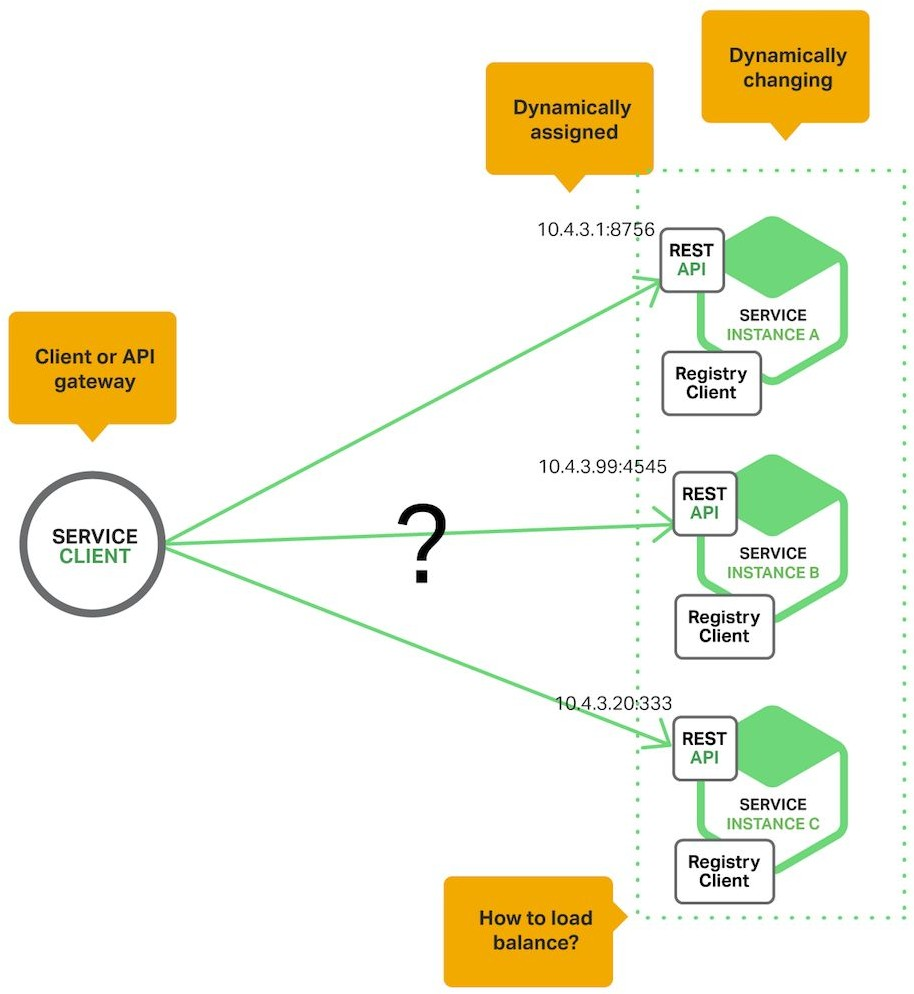 Dynamically
changing
Dynamically
assigned
10.4.3.1:8756
REST
API
SERVICE
INSTANCE A
Registry
Client
Client or API
gateway
10.4.3.99:4545
REST
API
SERVICE
CLIENT
?
SERVICE
INSTANCE B
Registry
Client
10.4.3.20:333
REST
API
SERVICE
INSTANCE C
Registry
Client
How to load
balance?